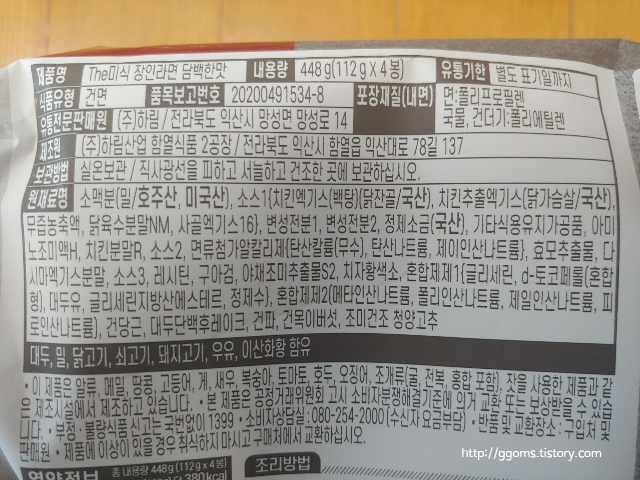 제품명 The미식 장인라면 담백한맛 내용량 448g(112g x 4봉) 유통기한 별도 표기일까지
식품유형 건면 품목보고번호 20200491534-8 포장재질(내면) 면:폴리프로필렌
국물, 건더기:폴리에틸렌
유통전문판매원 (주)하림 / 전라북도 익산시 망성면 망성로 14
제조원 (주)하림산업 함열식품 2공장 / 전라북도 익산시 함열읍 익산대로 78길 137
보관방법 실온보관 / 직사광선을 피하고 서늘하고 건조한 곳에 보관하십시오.
원재료명 소맥분(밀/호주산, 미국산), 소스1{치킨엑기스(백탕)(닭잔골/국산), 치킨추출엑기스(닭가슴살/국산),
무즙농축액, 닭육수분말NM, 사골엑기스16}, 변성전분1, 변성전분2, 정제소금(국산), 기타식용유지가공품, 아미
노조미액H, 치킨분말R, 소스2, 면류첨가알칼리제{탄산칼륨(무수), 탄산나트륨, 제이인산나트륨}, 효모추출물, 다
시마엑기스분말, 소스3, 레시틴, 구아검, 야채조미추출물S2, 치자황색소, 혼합제제1{글리세린, d-토코페롤(혼합
형), 대두유, 글리세린지방산에스테르, 정제수}, 혼합제제2{메타인산나트륨, 폴리인산나트륨, 제일인산나트륨, 피
로인산나트륨}, 건당근, 대두단백후레이크, 건파, 건목이버섯, 조미건조 청양고추
대두, 밀, 닭고기, 쇠고기, 돼지고기, 우유, 이산화황 함유
• 이 제품은 알류, 메밀, 땅콩, 고등어, 게, 새우, 복숭아, 토마토, 호두, 오징어, 조개류(굴, 전복, 홍합 포함), 잣을 사용한 제품과 같
은 제조시설에서 제조하고 있습니다. • 본 제품은 공정거래위원회 고시 소비자분쟁해결기준에 의거 교환 또는 보상받을 수 있습
니다. • 부정·불량식품 신고는 국번없이 1399 • 소비자상담실 : 080-254-2000 (수신자 요금부담) • 반품 및 교환장소 : 구입처 및
판매원 • 제품에 이상이 있을 경우 취식하지 마시고 구매처에서 교환하십시오.
영양정보 총 내용량 448g(112g x 4봉) 조리방법
380kcal
http://ggoms.tistory.com